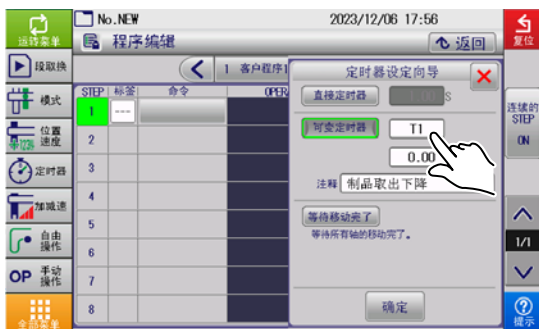 No.NEW
2023/12/06 17:56
运转菜单
程序编辑
返回
复位
段取换
1 客户程序1
模式
位置
速度
定时器
加减速
自由
操作
OP 手动
操作
全部菜单
STEP 标签 命令 OPER
1 ---
2
3
4
5
6
7
8
定时器设定向导
直接定时器 1.00 S
可变定时器 T1
0.00
注释 制品取出下降
等待移动完了
等待所有轴的移动完了。
确定
连续的
STEP
ON
1/1
提示